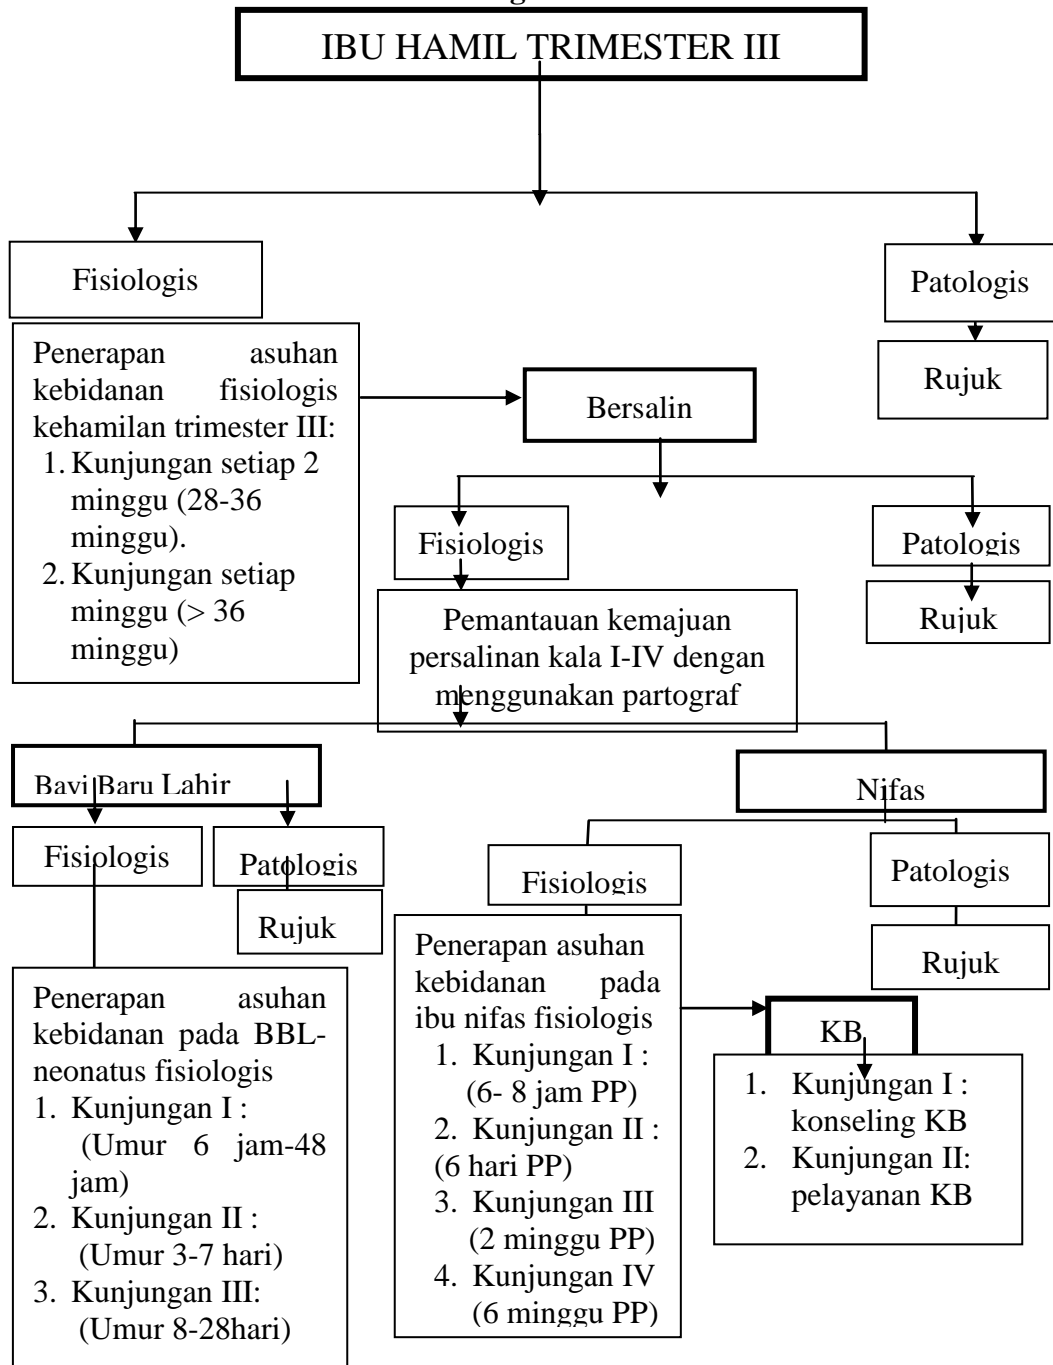 IBU HAMIL TRIMESTER III
Fisiologis
Patologis
Penerapan asuhan
kebidanan fisiologis
kehamilan trimester III:
1. Kunjungan setiap 2
minggu (28-36
minggu).
2. Kunjungan setiap
minggu (> 36
minggu)
Rujuk
Bersalin
Fisiologis
Patologis
Rujuk
Pemantauan kemajuan
persalinan kala I-IV dengan
menggunakan partograf
Bayi Baru Lahir
Nifas
Fisiologis
Patologis
Rujuk
Fisiologis
Patologis
Rujuk
Penerapan asuhan
kebidanan pada BBL-
neonatus fisiologis
1. Kunjungan I :
(Umur 6 jam-48
jam)
2. Kunjungan II :
(Umur 3-7 hari)
3. Kunjungan III:
(Umur 8-28hari)
Penerapan asuhan
kebidanan pada
ibu nifas fisiologis
1. Kunjungan I :
(6- 8 jam PP)
2. Kunjungan II :
(6 hari PP)
3. Kunjungan III
(2 minggu PP)
4. Kunjungan IV
(6 minggu PP)
KB
1. Kunjungan I :
konseling KB
2. Kunjungan II:
pelayanan KB